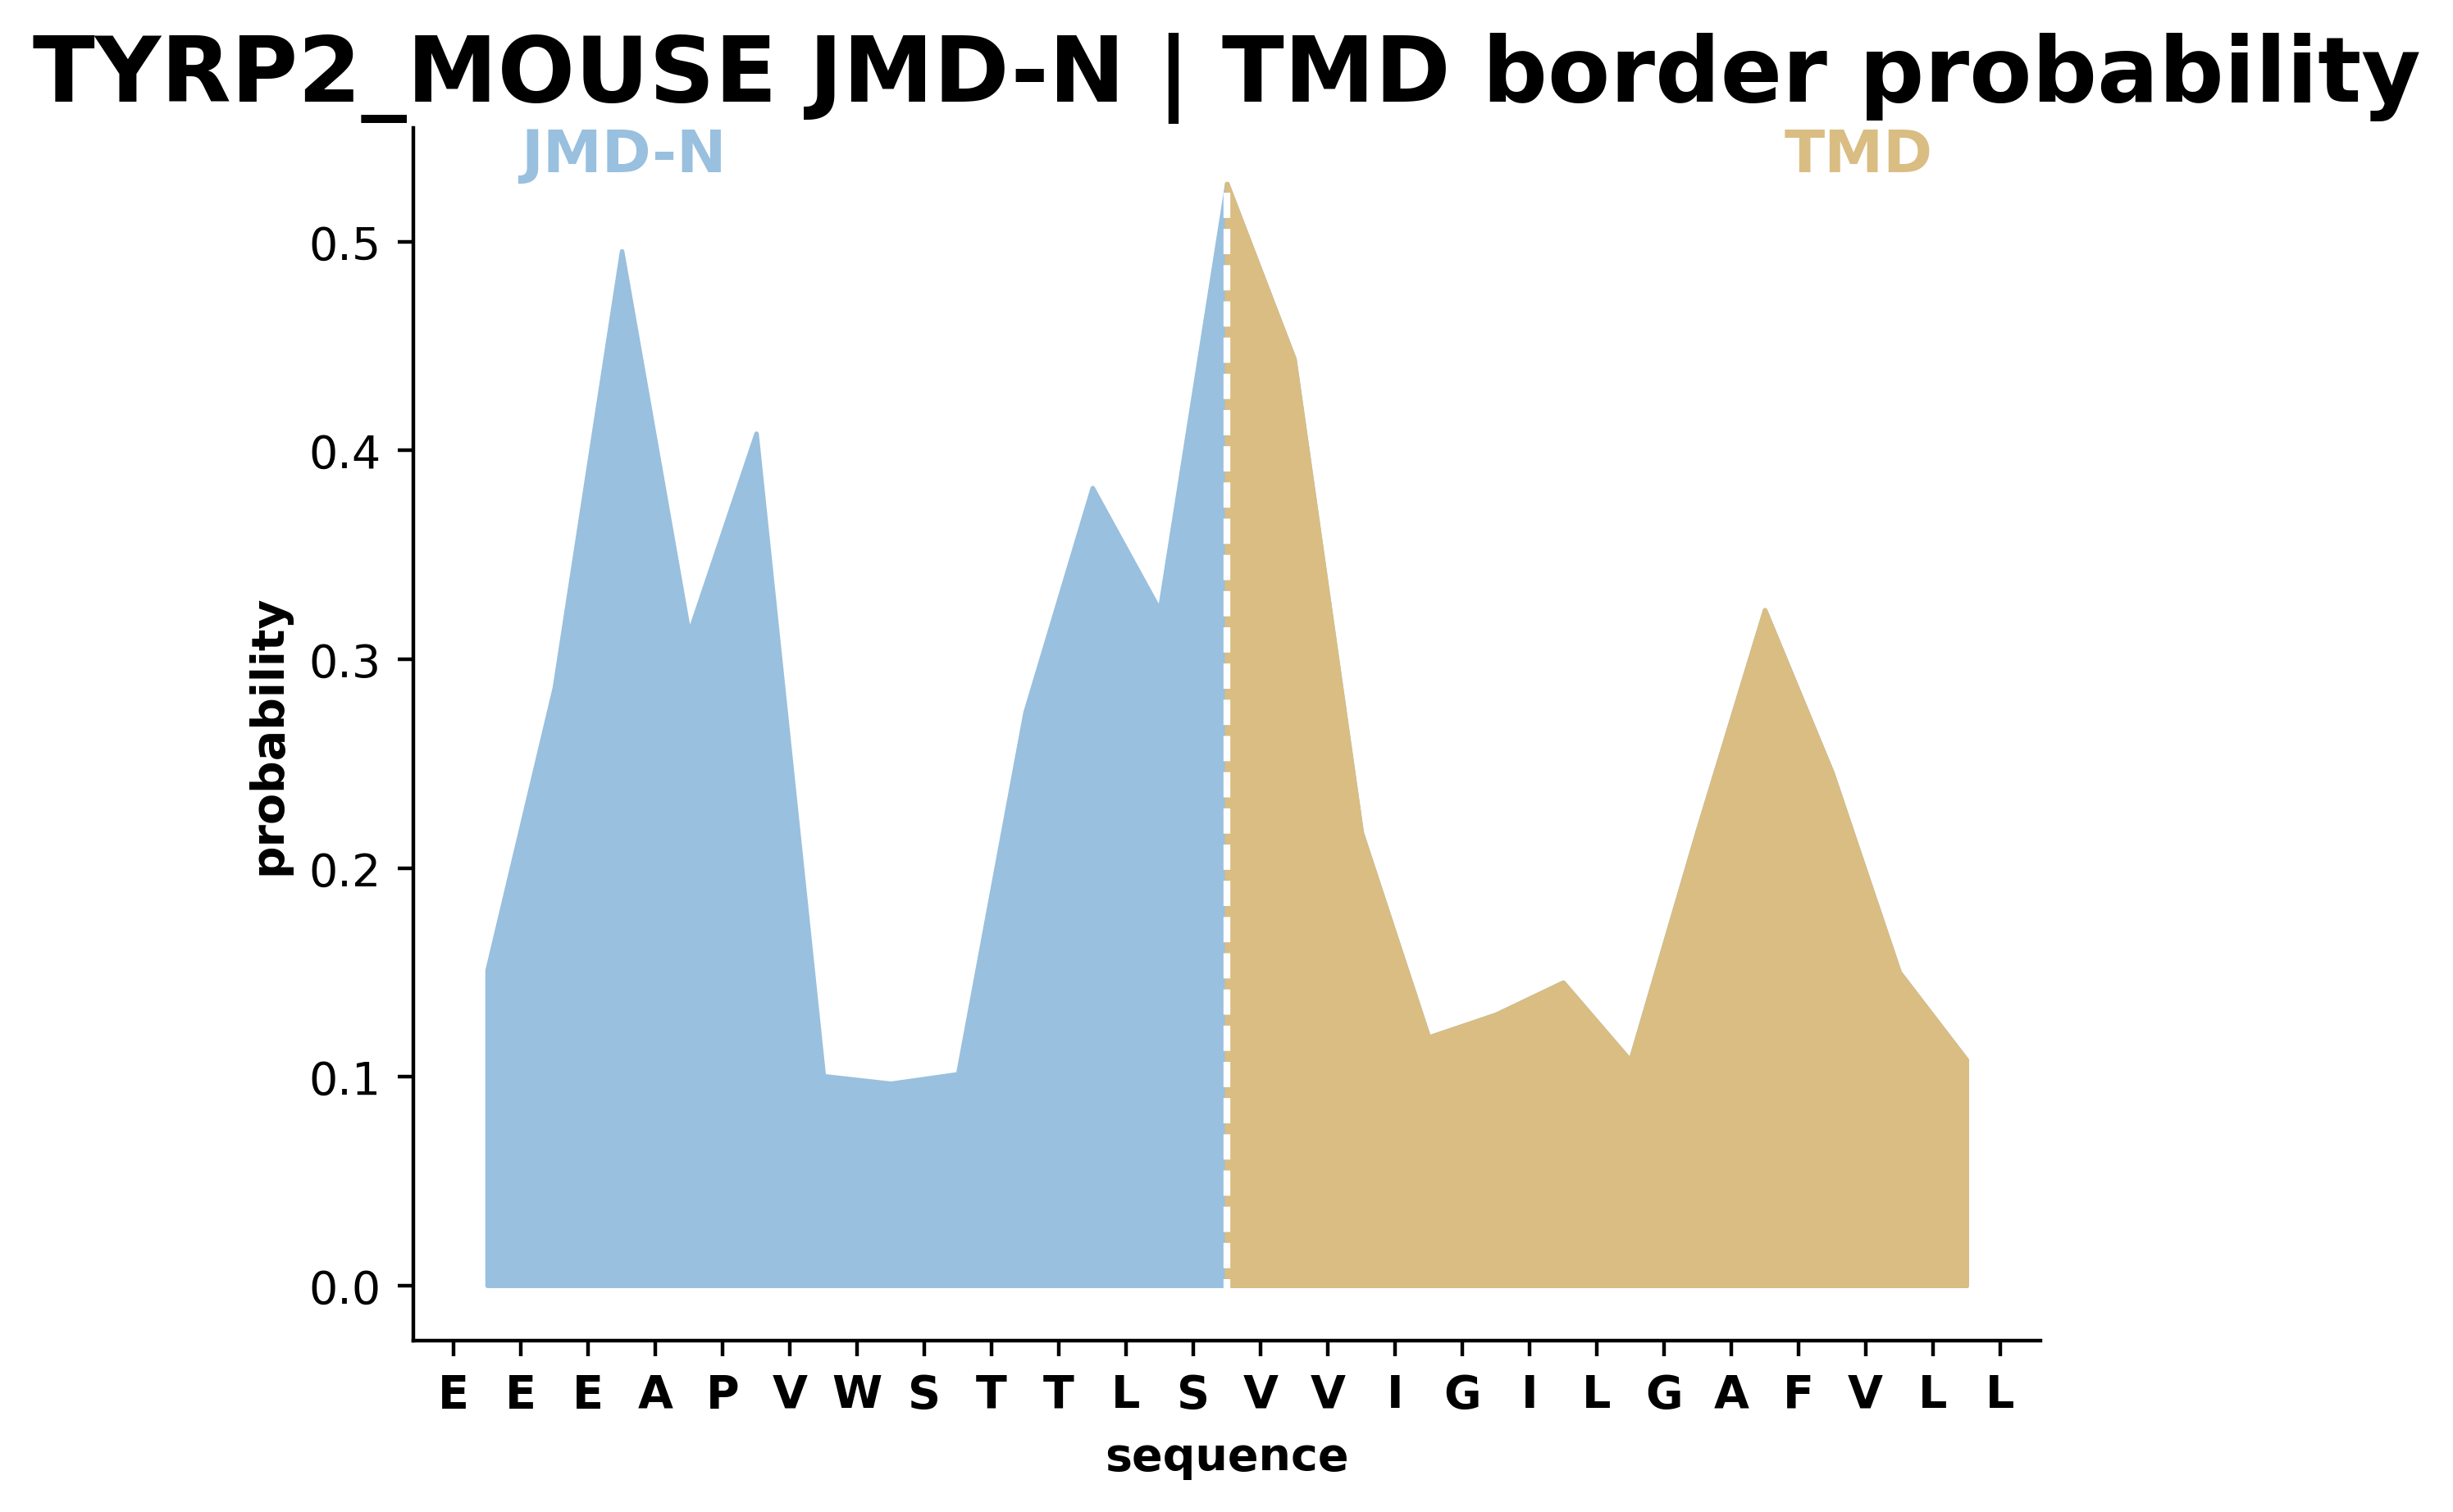 TYRP2_MOUSE JMD-N | TMD border probability
JMD-N TMD
0.5
0.4
0.3
0.2
0.1
0.0
probability
E E E A P V W S T T L S V V I G I L G A F V L L
sequence